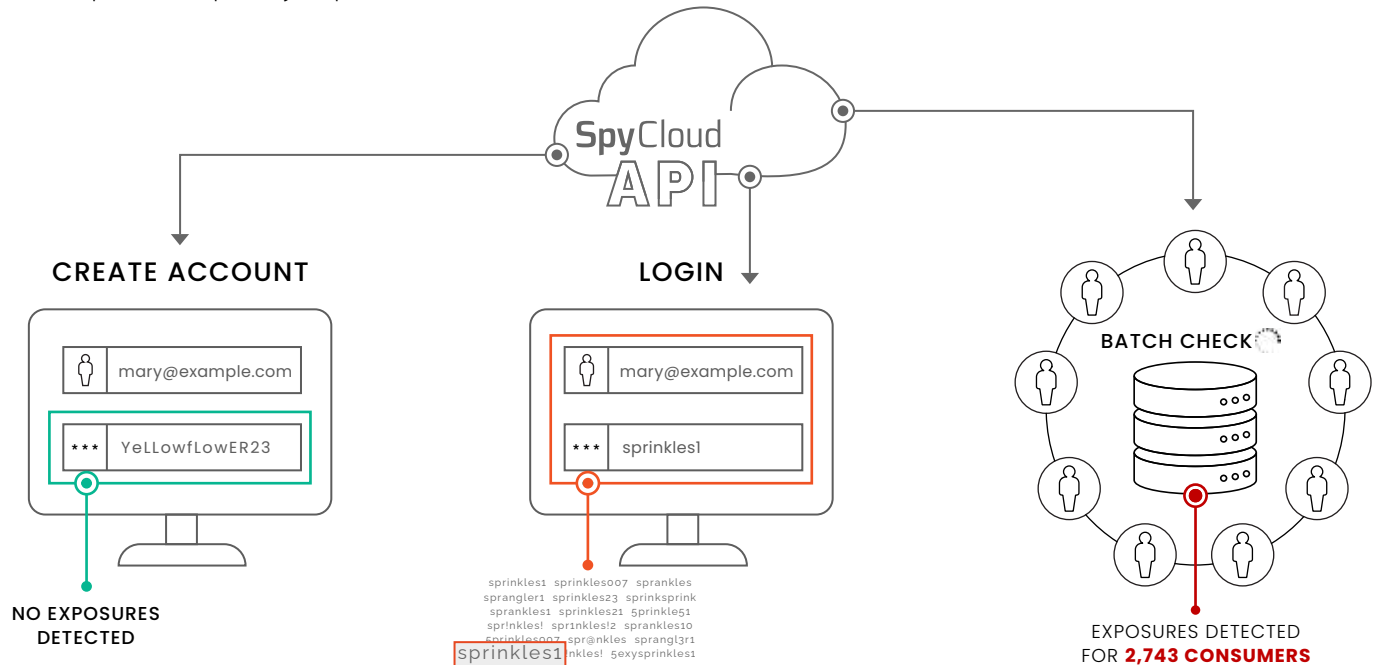 SpyCloud
API
CREATE ACCOUNT
mary@example.com
*** YeLLowfLowER23
NO EXPOSURES
DETECTED
LOGIN
mary@example.com
*** sprinkles1
sprinkles1 sprinkles007 sprankles
sprangler1 sprinkles23 sprinksprink
sprankles1 sprinkles21 5prinkle51
spr!nkles! spr1nkles!2 sprankles10
5prinkles007 spr@nkles sprangl3r1
sprinkles1 !nkles! 5exysprinkles1
BATCH CHECK
EXPOSURES DETECTED
FOR 2,743 CONSUMERS